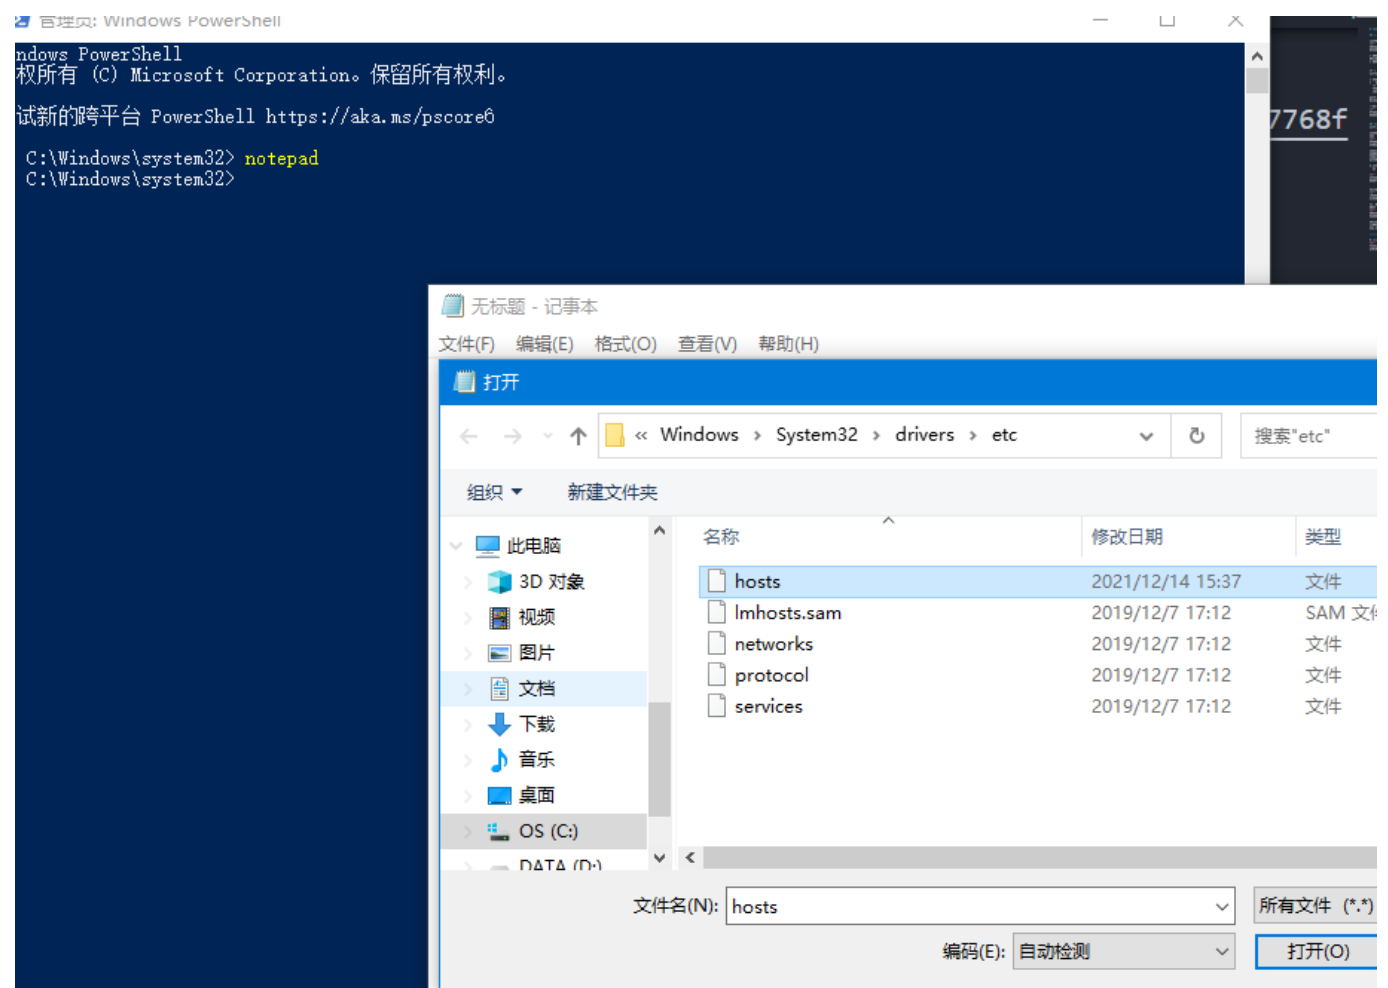 管理员: Windows PowerShell
ndows PowerShell
权所有 (C) Microsoft Corporation。保留所有权利。
试新的跨平台 PowerShell https://aka.ms/pscore6
C:\Windows\system32> notepad
C:\Windows\system32>
7768f
无标题 - 记事本
文件(F) 编辑(E) 格式(O) 查看(V) 帮助(H)
打开
« Windows › System32 › drivers › etc
搜索"etc"
组织 新建文件夹
名称 修改日期 类型
此电脑
3D 对象
视频
图片
文档
下载
音乐
桌面
OS (C:)
DATA (D:)
hosts 2021/12/14 15:37 文件
lmhosts.sam 2019/12/7 17:12 SAM 文件
networks 2019/12/7 17:12 文件
protocol 2019/12/7 17:12 文件
services 2019/12/7 17:12 文件
文件名(N): hosts 所有文件 (*.*)
编码(E): 自动检测 打开(O)